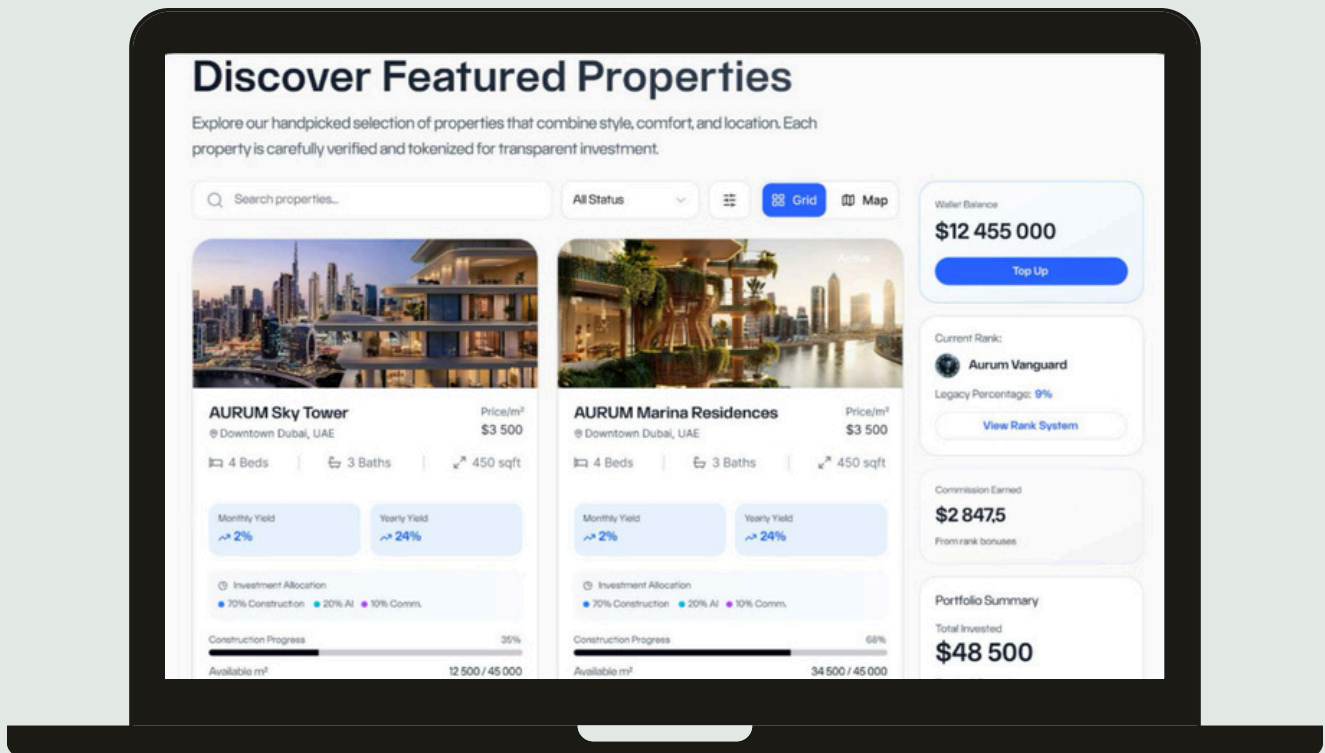 Discover Featured Properties
Explore our handpicked selection of properties that combine style, comfort, and location. Each
property is carefully verified and tokenized for transparent investment.
Search properties...
All Status
Grid
Map
AURUM Sky Tower
Price/m²
Downtown Dubai, UAE
$3 500
4 Beds
3 Baths
450 sqft
Monthly Yield
2%
Yearly Yield
24%
Investment Allocation
70% Construction
20% AI
10% Comm.
Construction Progress
35%
Available m²
12 500 / 45 000
Active
AURUM Marina Residences
Price/m²
Downtown Dubai, UAE
$3 500
4 Beds
3 Baths
450 sqft
Monthly Yield
2%
Yearly Yield
24%
Investment Allocation
70% Construction
20% AI
10% Comm.
Construction Progress
68%
Available m²
34 500 / 45 000
Wallet Balance
$12 455 000
Top Up
Current Rank:
Aurum Vanguard
Legacy Percentage: 9%
View Rank System
Commission Earned
$2 847,5
From rank bonuses
Portfolio Summary
Total Invested
$48 500